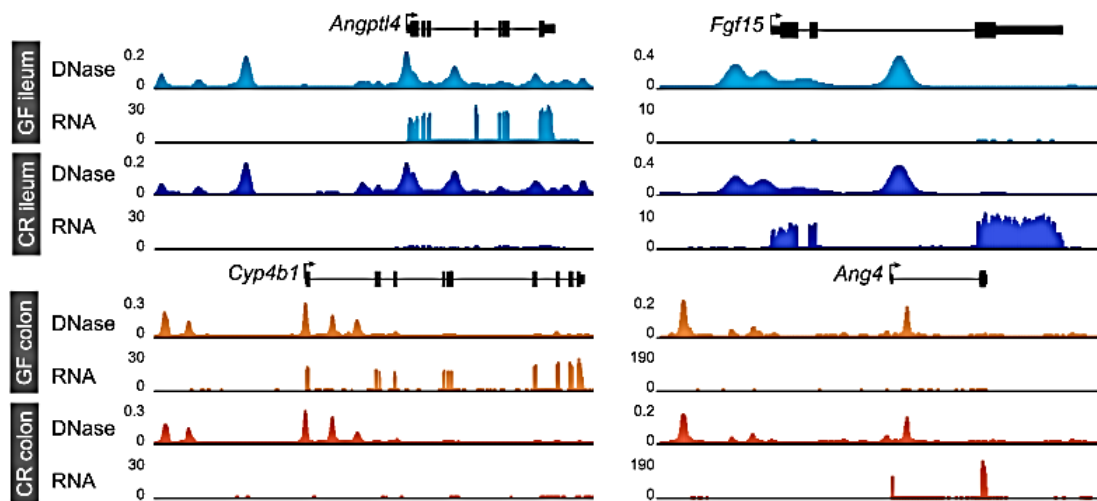 Angptl4 Fgf15
GF ileum
DNase 0.2 0 0.4 0
RNA 30 0 10 0
CR ileum
DNase 0.2 0 0.4 0
RNA 30 0 10 0
Cyp4b1 Ang4
GF colon
DNase 0.3 0 0.2 0
RNA 30 0 190 0
CR colon
DNase 0.3 0 0.2 0
RNA 30 0 190 0